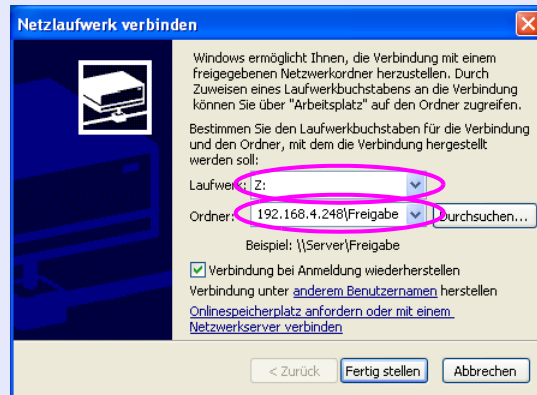 Netzlaufwerk verbinden
Windows ermöglicht Ihnen, die Verbindung mit einem
freigegebenen Netzwerkordner herzustellen. Durch
Zuweisen eines Laufwerkbuchstabens an die Verbindung
können Sie über "Arbeitsplatz" auf den Ordner zugreifen.
Bestimmen Sie den Laufwerkbuchstaben für die Verbindung
und den Ordner, mit dem die Verbindung hergestellt
werden soll:
Laufwerk: Z:
Ordner: 192.168.4.248\Freigabe Durchsuchen...
Beispiel: \\Server\Freigabe
Verbindung bei Anmeldung wiederherstellen
Verbindung unter anderem Benutzernamen herstellen
Onlinespeicherplatz anfordern oder mit einem
Netzwerkserver verbinden
< Zurück Fertig stellen Abbrechen